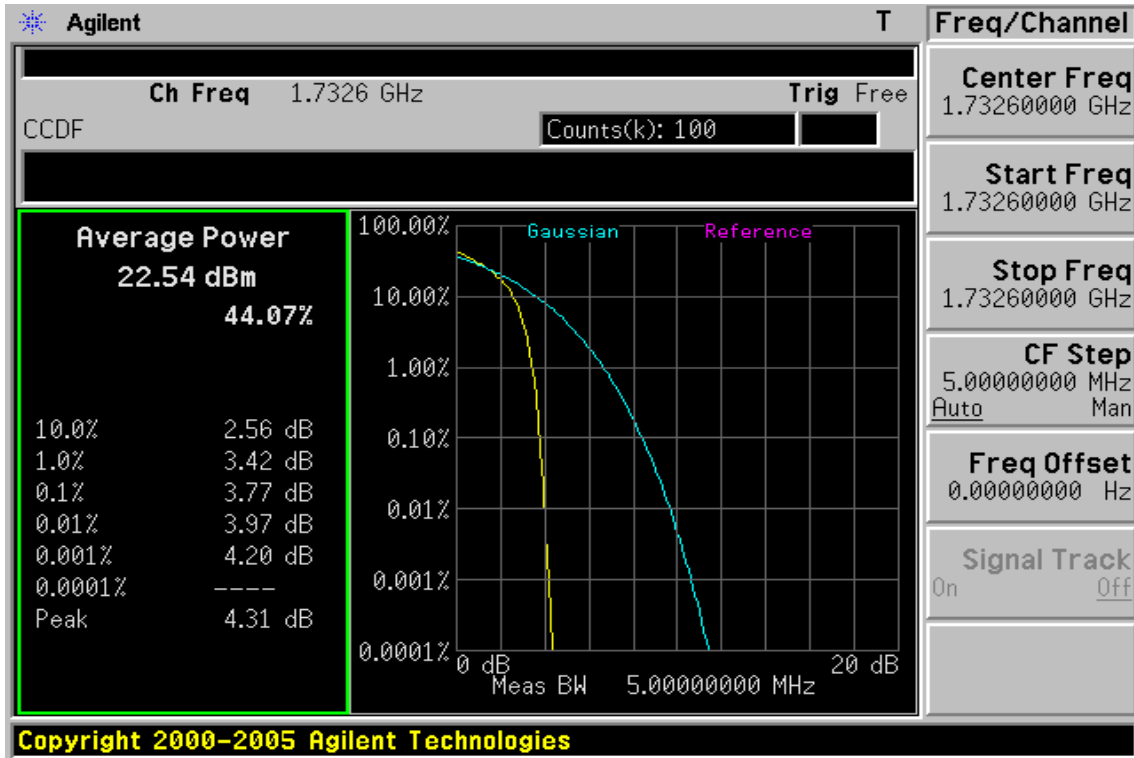 Agilent T
Ch Freq 1.7326 GHz Trig Free
CCDF Counts(k): 100
Average Power
22.54 dBm
44.07%
10.0% 2.56 dB
1.0% 3.42 dB
0.1% 3.77 dB
0.01% 3.97 dB
0.001% 4.20 dB
0.0001% ----
Peak 4.31 dB
Gaussian Reference
100.00%
10.00%
1.00%
0.10%
0.01%
0.001%
0.0001%
0 dB 20 dB
Meas BW 5.00000000 MHz
Freq/Channel
Center Freq
1.73260000 GHz
Start Freq
1.73260000 GHz
Stop Freq
1.73260000 GHz
CF Step
5.00000000 MHz
Auto Man
Freq Offset
0.00000000 Hz
Signal Track
On Off
Copyright 2000-2005 Agilent Technologies